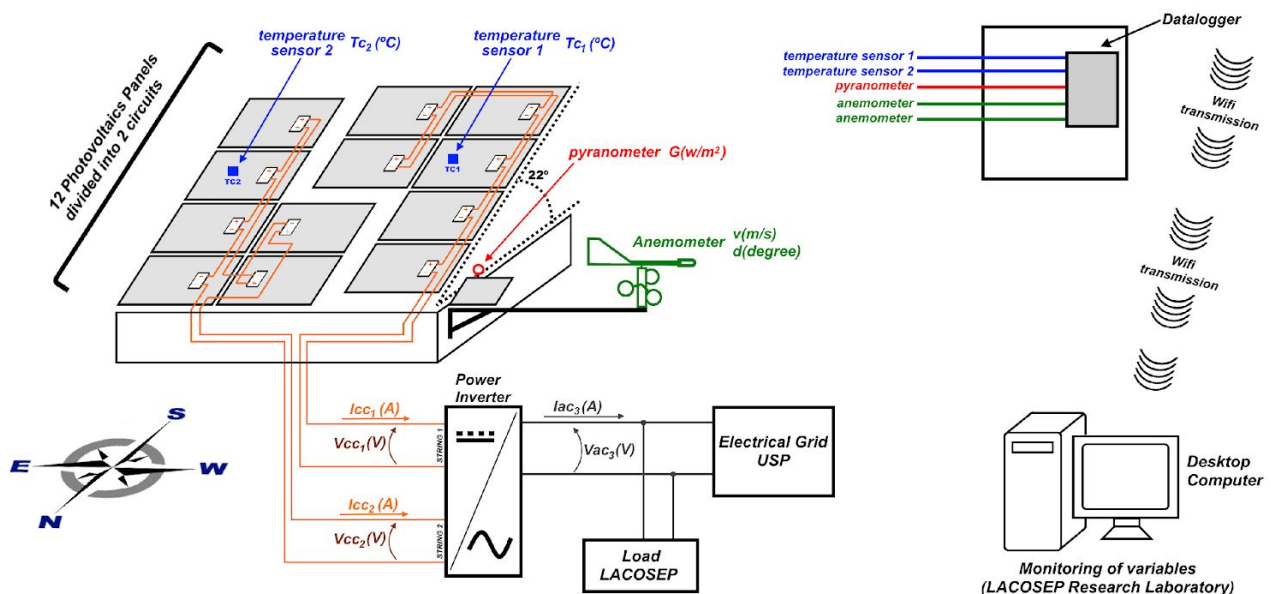 temperature
sensor 2 Tc2 (ºC)
temperature
sensor 1 Tc1 (ºC)
12 Photovoltaics Panels
divided into 2 circuits
TC2
TC1
pyranometer G(w/m²)
22º
Anemometer v(m/s)
d(degree)
Datalogger
temperature sensor 1
temperature sensor 2
pyranometer
anemometer
anemometer
Wifi
transmission
Wifi
transmission
Power
Inverter
Icc1 (A)
Vcc1 (V)
STRING 1
Icc2 (A)
Vcc2 (V)
STRING 2
Iac3 (A)
Vac3 (V)
Electrical Grid
USP
Load
LACOSEP
S
E
W
N
Desktop
Computer
Monitoring of variables
(LACOSEP Research Laboratory)